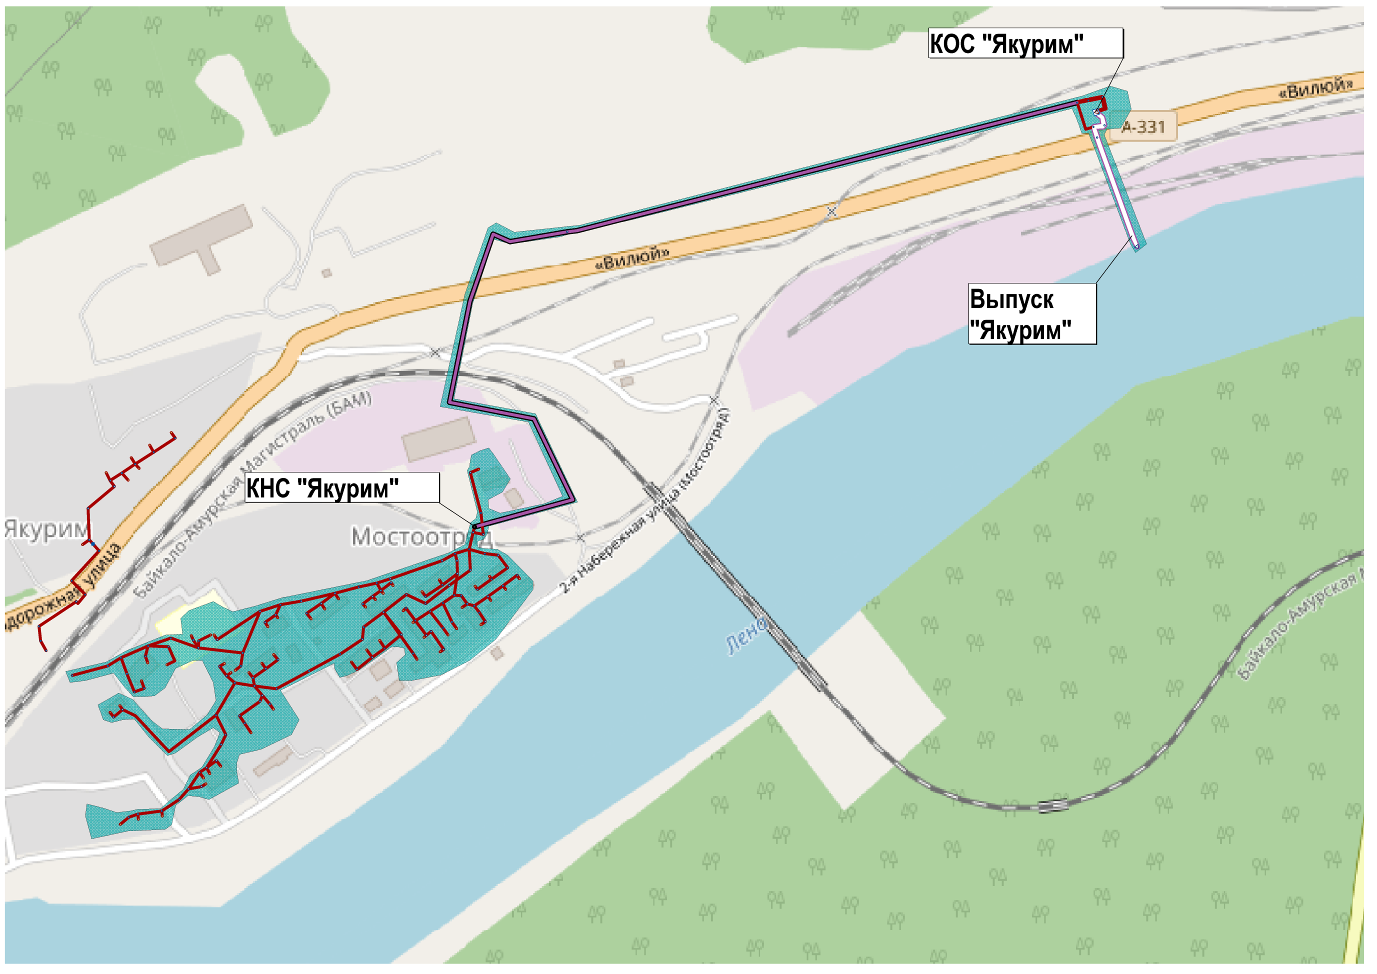 КОС "Якурим"
«Вилюй»
А-331
«Вилюй»
Выпуск
"Якурим"
Байкало-Амурская Магистраль (БАМ)
КНС "Якурим"
Якурим
Мостоотряд
2-я Набережная улица (Мостоотряд)
улица
Лена
Байкало-Амурская